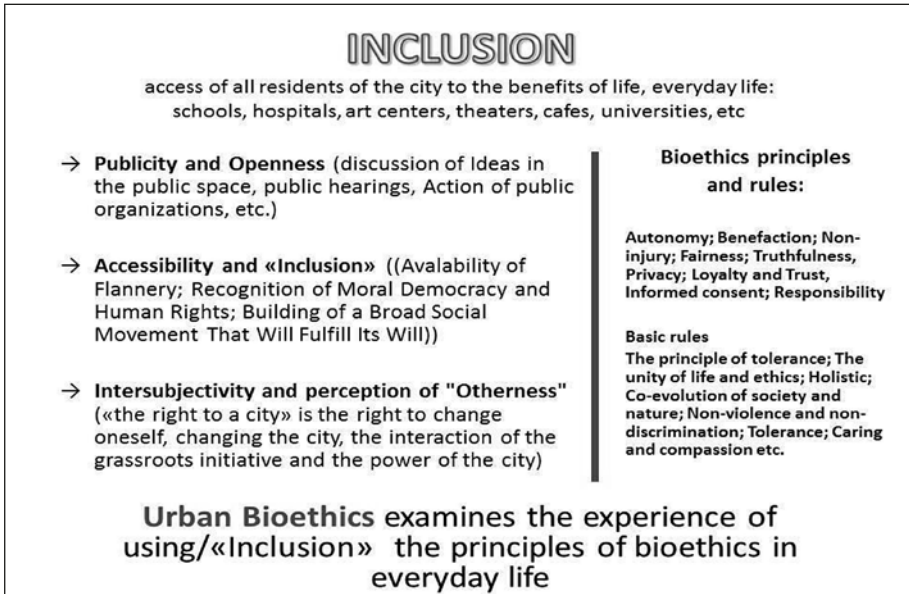 INCLUSION
access of all residents of the city to the benefits of life, everyday life:
schools, hospitals, art centers, theaters, cafes, universities, etc
→ Publicity and Openness (discussion of Ideas in
the public space, public hearings, Action of public
organizations, etc.)
→ Accessibility and «Inclusion» ((Avalability of
Flannery; Recognition of Moral Democracy and
Human Rights; Building of a Broad Social
Movement That Will Fulfill Its Will))
→ Intersubjectivity and perception of "Otherness"
(«the right to a city» is the right to change
oneself, changing the city, the interaction of the
grassroots initiative and the power of the city)
Bioethics principles
and rules:
Autonomy; Benefaction; Non-
injury; Fairness; Truthfulness,
Privacy; Loyalty and Trust,
Informed consent; Responsibility
Basic rules
The principle of tolerance; The
unity of life and ethics; Holistic;
Co-evolution of society and
nature; Non-violence and non-
discrimination; Tolerance; Caring
and compassion etc.
Urban Bioethics examines the experience of
using/«Inclusion» the principles of bioethics in
everyday life